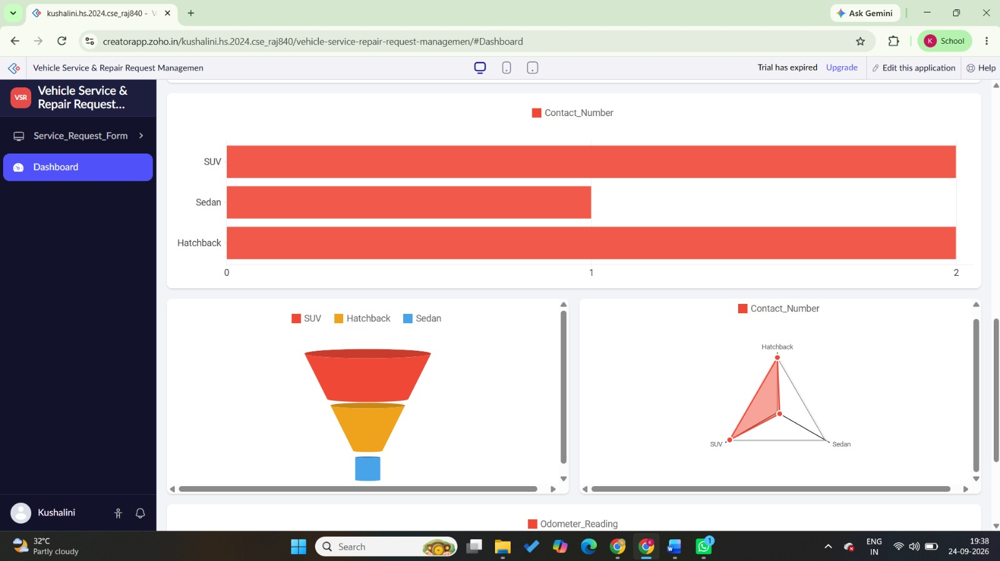 kushalini.hs.2024.cse_raj840 - V
Ask Gemini
creatorapp.zoho.in/kushalini.hs.2024.cse_raj840/vehicle-service-repair-request-managemen/#Dashboard
K School
Vehicle Service & Repair Request Managemen
Trial has expired Upgrade Edit this application Help
VSR
Vehicle Service &
Repair Request...
Service_Request_Form
Dashboard
Contact_Number
SUV
Sedan
Hatchback
0 1 2
SUV Hatchback Sedan
Contact_Number
Hatchback
SUV Sedan
Odometer_Reading
Kushalini
32°C
Partly cloudy
Search
K
W
1
ENG
IN
19:38
24-09-2026